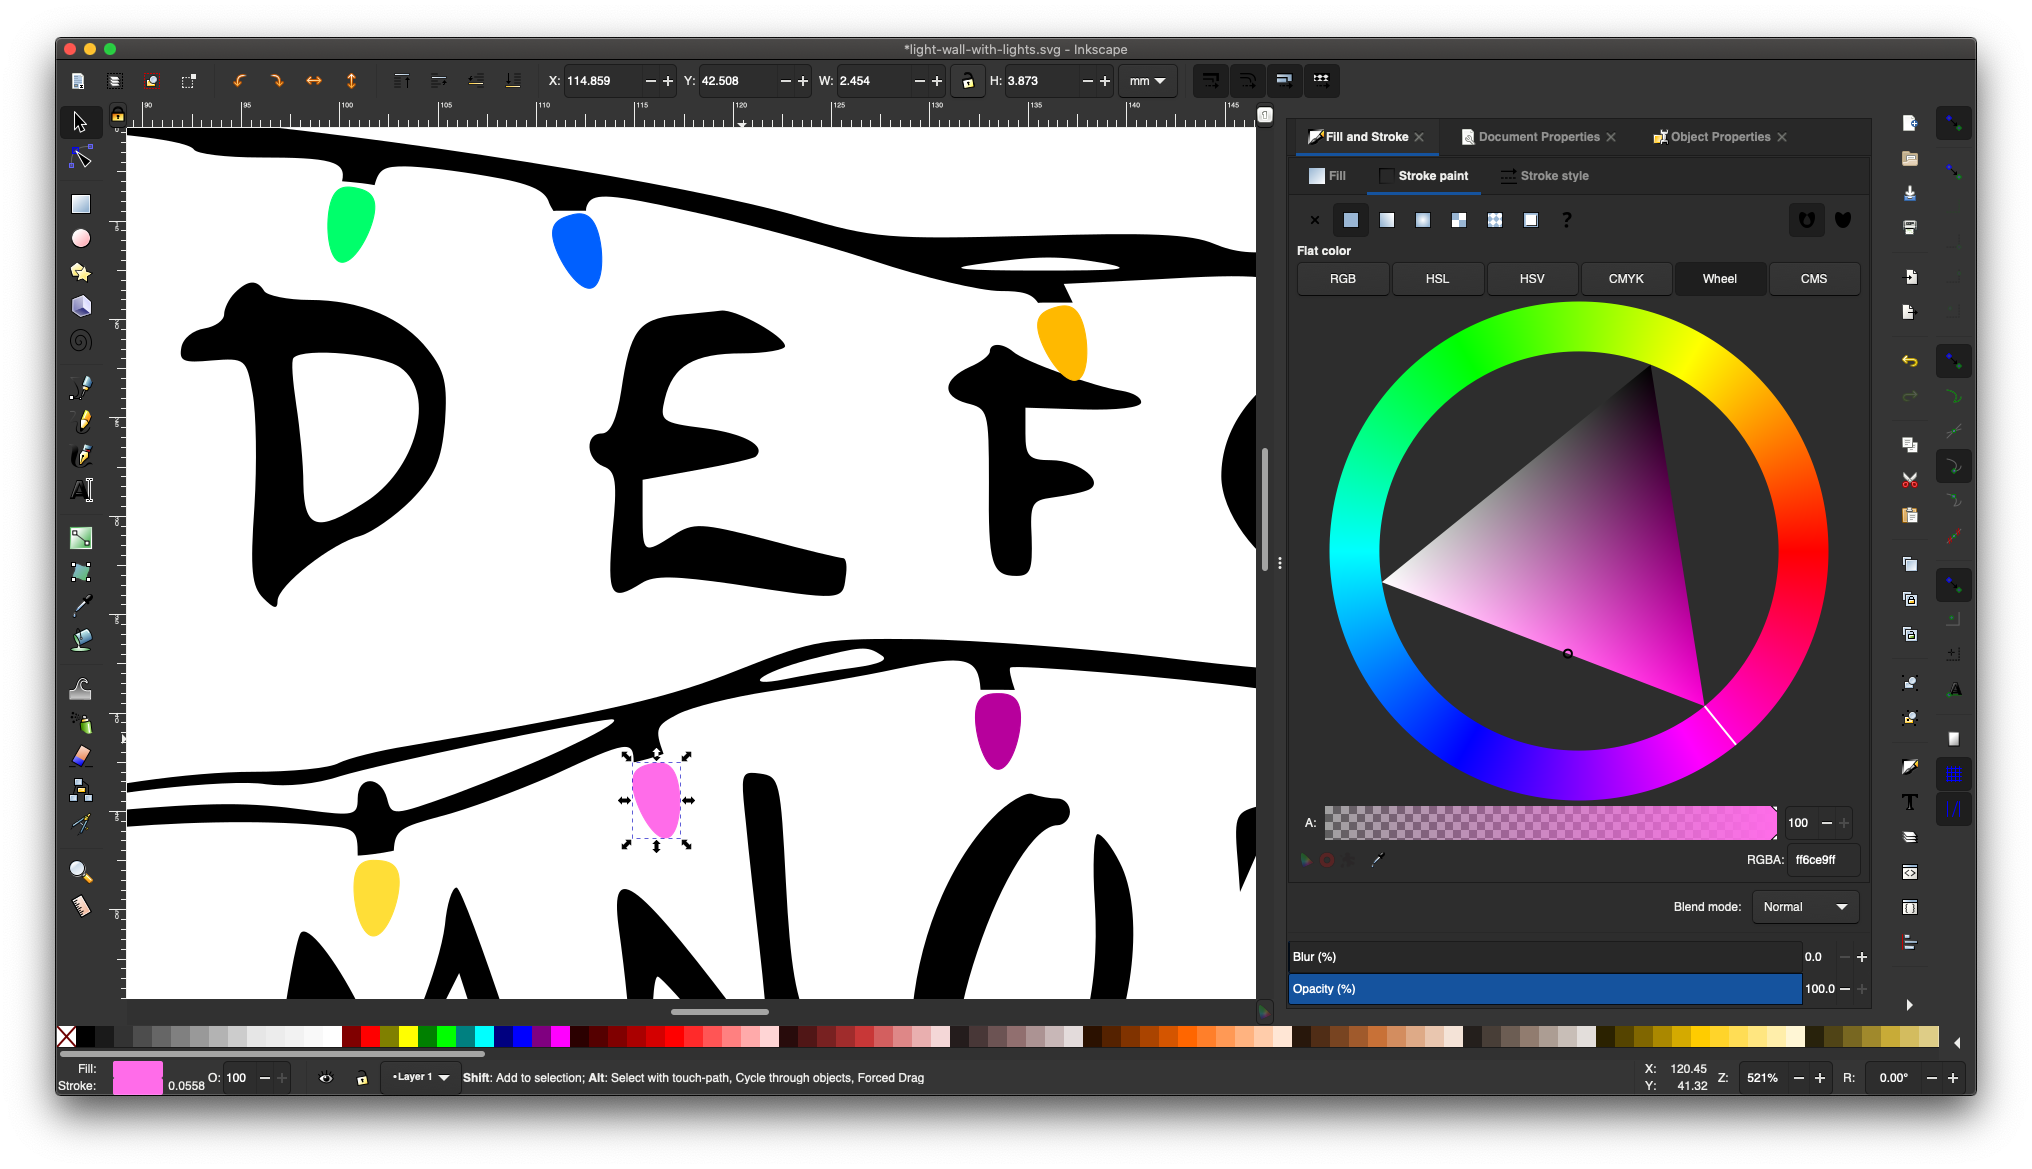 *light-wall-with-lights.svg - Inkscape
X: 114.859 Y: 42.508 W: 2.454 H: 3.873 mm
90 95 100 105 110 115 120 125 130 135 140 145
Fill and Stroke Document Properties Object Properties
Fill Stroke paint Stroke style
?
Flat color
RGB HSL HSV CMYK Wheel CMS
D E F
M N O
A: 100
RGBA: ff6ce9ff
Blend mode: Normal
Blur (%) 0.0
Opacity (%) 100.0
Fill:
Stroke: 0.0558 O: 100 •Layer 1 Shift: Add to selection; Alt: Select with touch-path, Cycle through objects, Forced Drag
X: 120.45
Y: 41.32
Z: 521% R: 0.00°